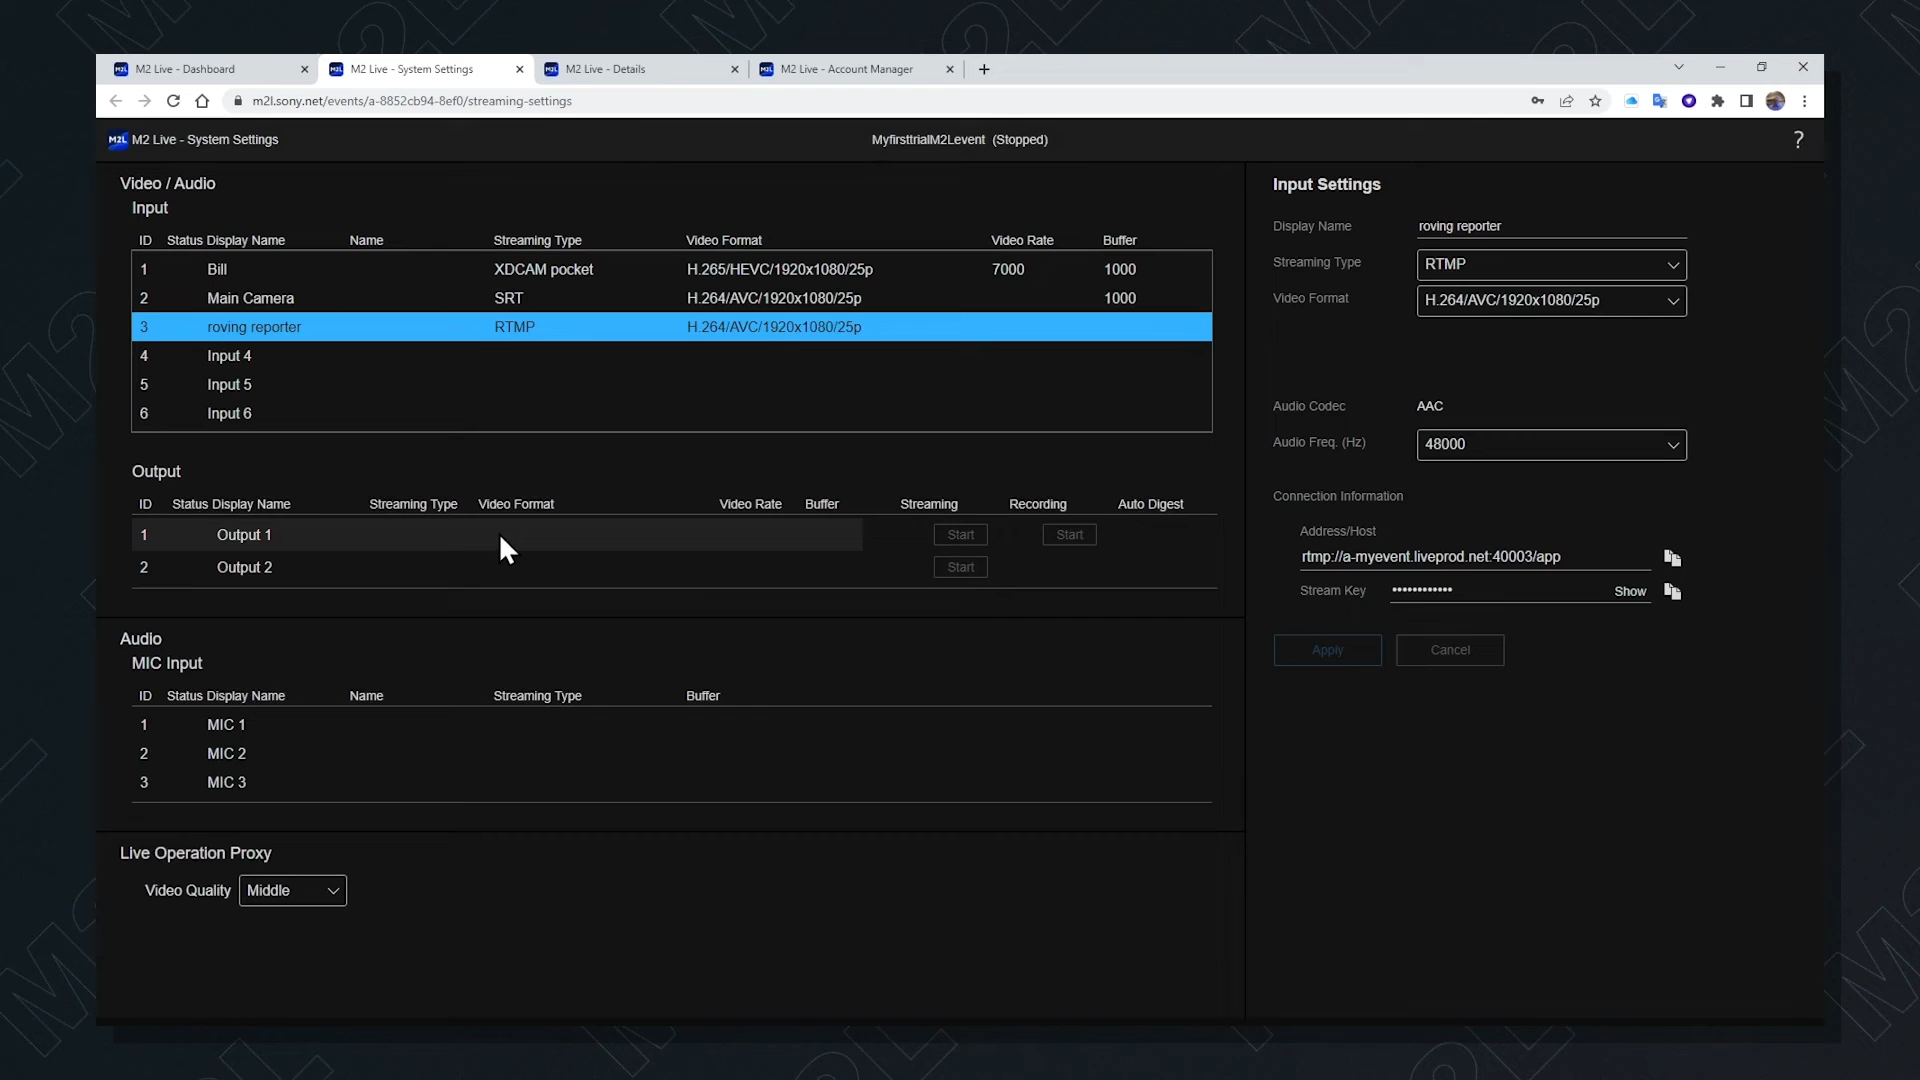 M2 Live - Dashboard
M2 Live - System Settings
M2 Live - Details
M2 Live - Account Manager
m2l.sony.net/events/a-8852cb94-8ef0/streaming-settings
M2L M2 Live - System Settings
MyfirsttrialM2Levent (Stopped)
?
Video / Audio
Input
ID Status Display Name Name Streaming Type Video Format Video Rate Buffer
1 Bill XDCAM pocket H.265/HEVC/1920x1080/25p 7000 1000
2 Main Camera SRT H.264/AVC/1920x1080/25p 1000
3 roving reporter RTMP H.264/AVC/1920x1080/25p
4 Input 4
5 Input 5
6 Input 6
Output
ID Status Display Name Streaming Type Video Format Video Rate Buffer Streaming Recording Auto Digest
1 Output 1 Start Start
2 Output 2 Start
Audio
MIC Input
ID Status Display Name Name Streaming Type Buffer
1 MIC 1
2 MIC 2
3 MIC 3
Live Operation Proxy
Video Quality Middle
Input Settings
Display Name roving reporter
Streaming Type RTMP
Video Format H.264/AVC/1920x1080/25p
Audio Codec AAC
Audio Freq. (Hz) 48000
Connection Information
Address/Host
rtmp://a-myevent.liveprod.net:40003/app
Stream Key •••••••••••• Show
Apply Cancel